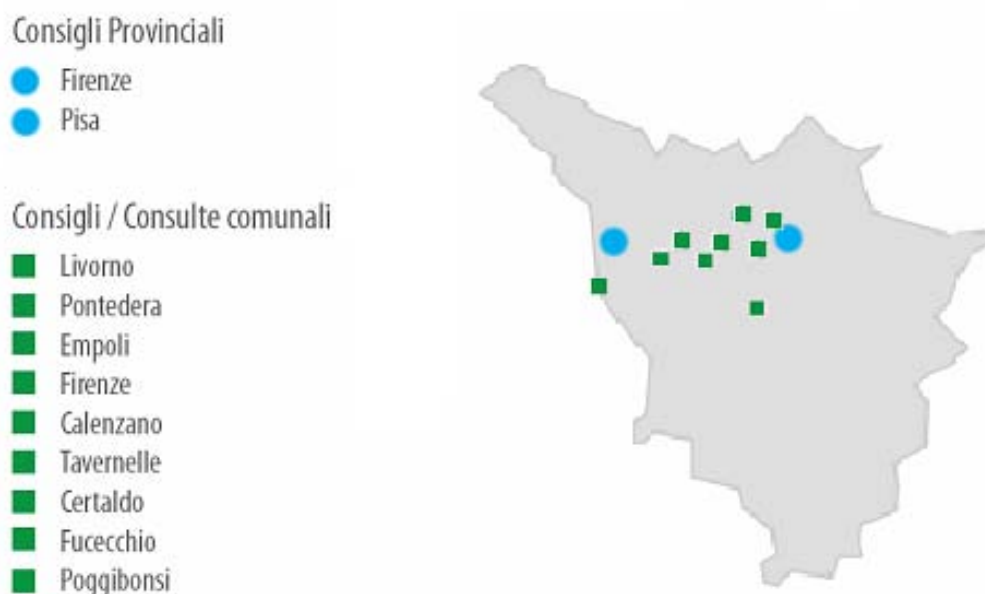 Consigli Provinciali
Firenze
Pisa
Consigli / Consulte comunali
Livorno
Pontedera
Empoli
Firenze
Calenzano
Tavernelle
Certaldo
Fucecchio
Poggibonsi